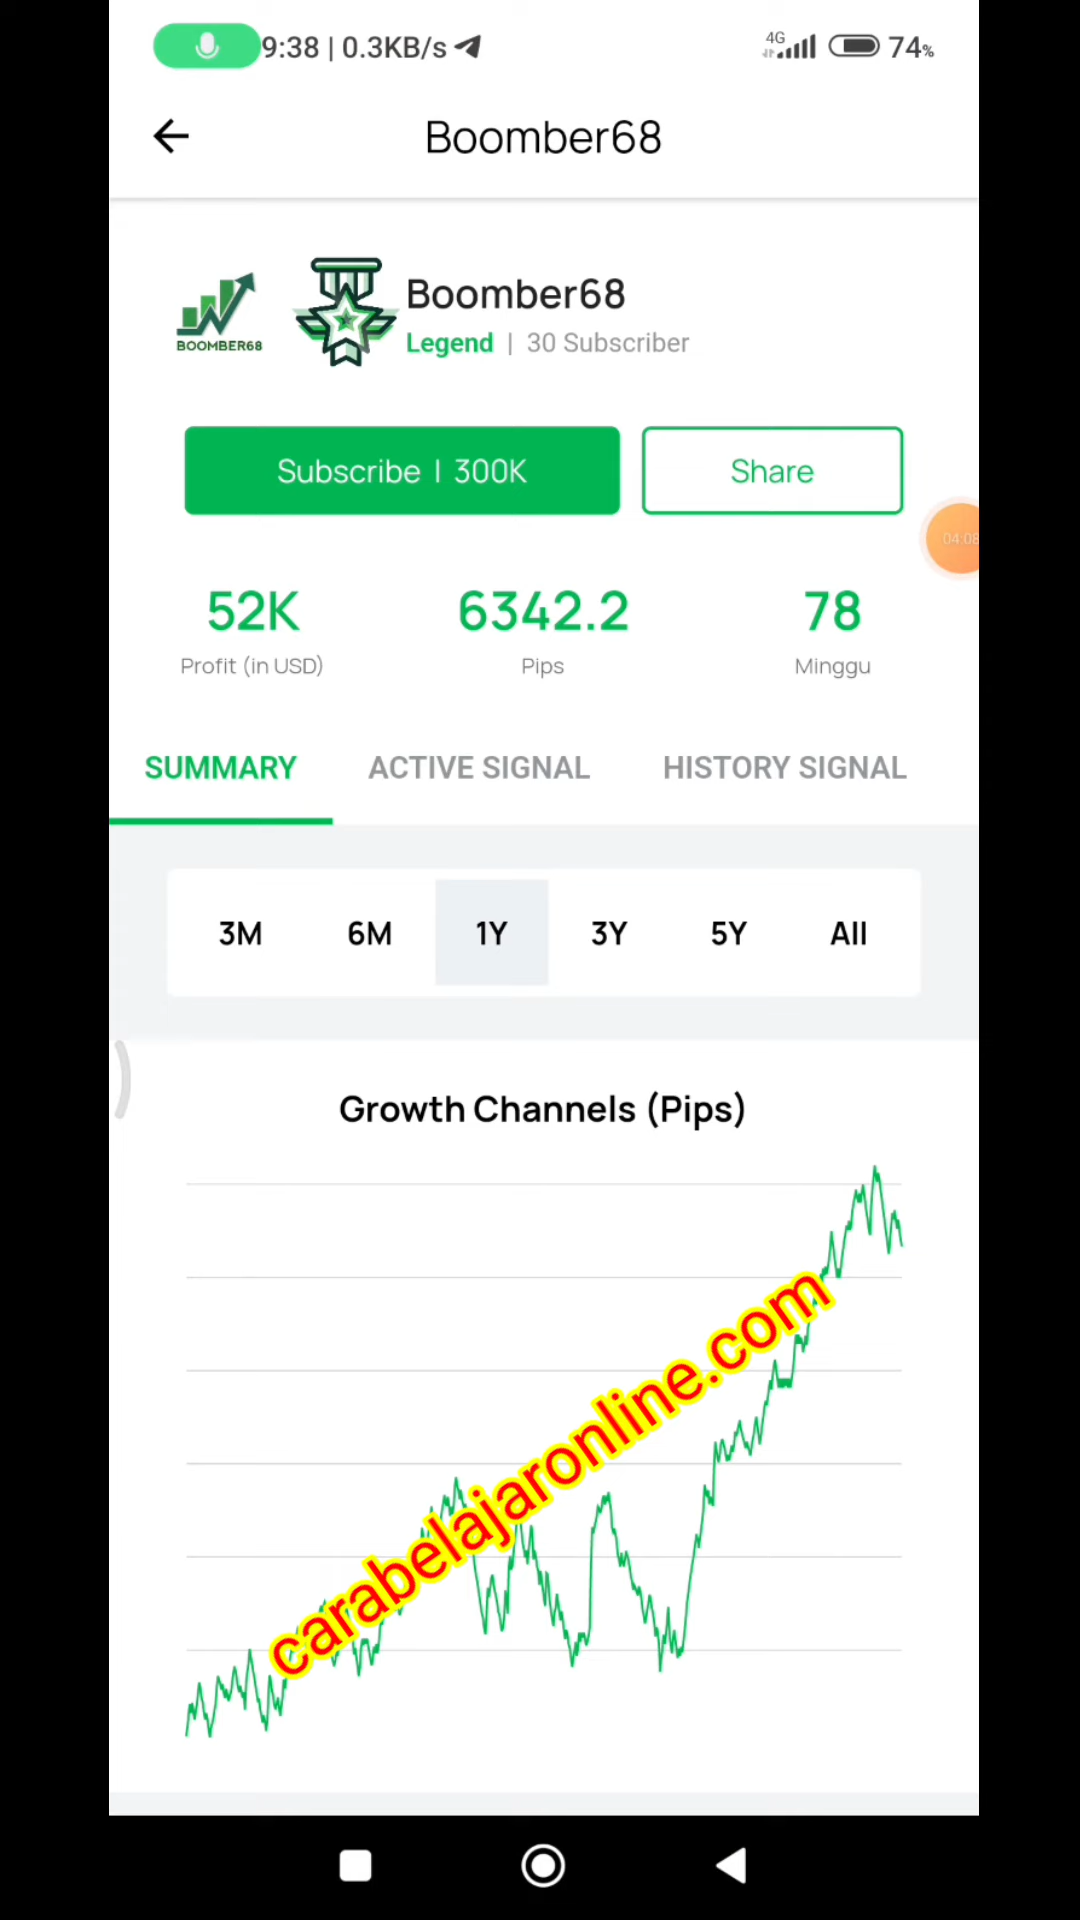 9:38 | 0.3KB/s
4G
74%
Boomber68
BOOMBER68
Boomber68
Legend | 30 Subscriber
Subscribe | 300K
Share
04:08
52K
6342.2
78
Profit (in USD)
Pips
Minggu
SUMMARY
ACTIVE SIGNAL
HISTORY SIGNAL
3M
6M
1Y
3Y
5Y
All
Growth Channels (Pips)
carabelajaronline.com